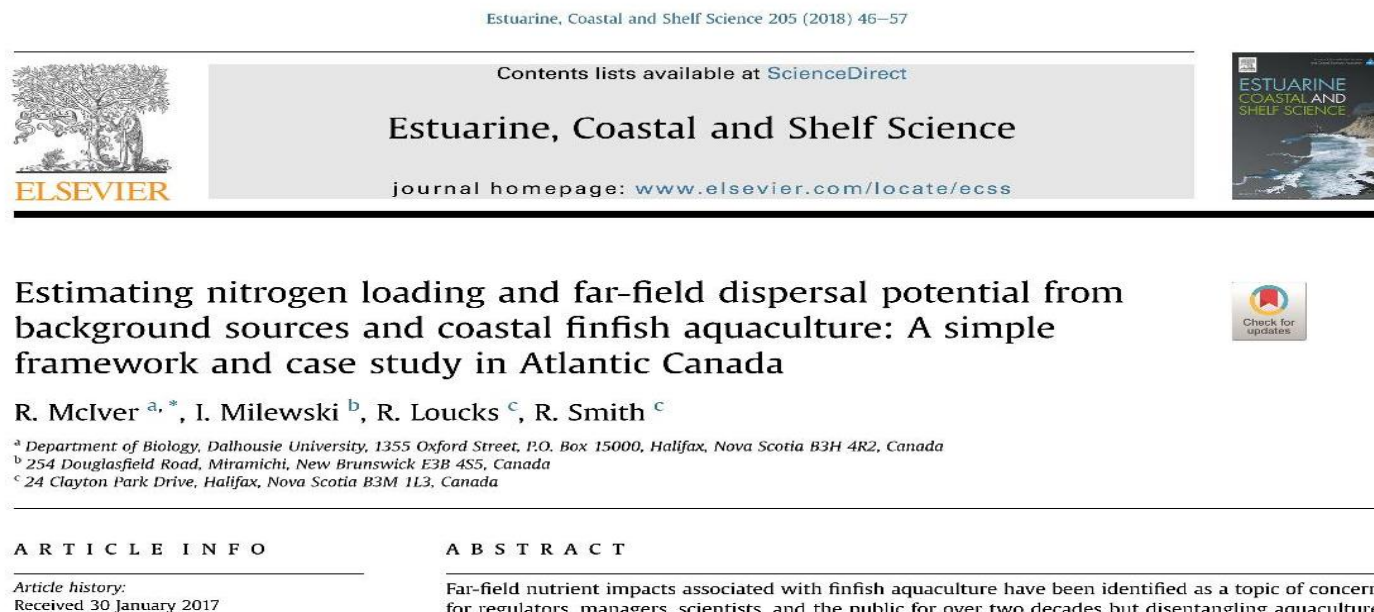 Estuarine, Coastal and Shelf Science 205 (2018) 46–57
Contents lists available at ScienceDirect
Estuarine, Coastal and Shelf Science
journal homepage: www.elsevier.com/locate/ecss
ELSEVIER
ESTUARINE
COASTAL AND
SHELF SCIENCE
Estimating nitrogen loading and far-field dispersal potential from
background sources and coastal finfish aquaculture: A simple
framework and case study in Atlantic Canada
Check for
updates
R. McIver a, *, I. Milewski b, R. Loucks c, R. Smith c
a Department of Biology, Dalhousie University, 1355 Oxford Street, P.O. Box 15000, Halifax, Nova Scotia B3H 4R2, Canada
b 254 Douglasfield Road, Miramichi, New Brunswick E3B 4S5, Canada
c 24 Clayton Park Drive, Halifax, Nova Scotia B3M 1L3, Canada
ARTICLE INFO
ABSTRACT
Article history:
Received 30 January 2017
Far-field nutrient impacts associated with finfish aquaculture have been identified as a topic of concern
for regulators, managers, scientists, and the public for over two decades but disentangling aquaculture